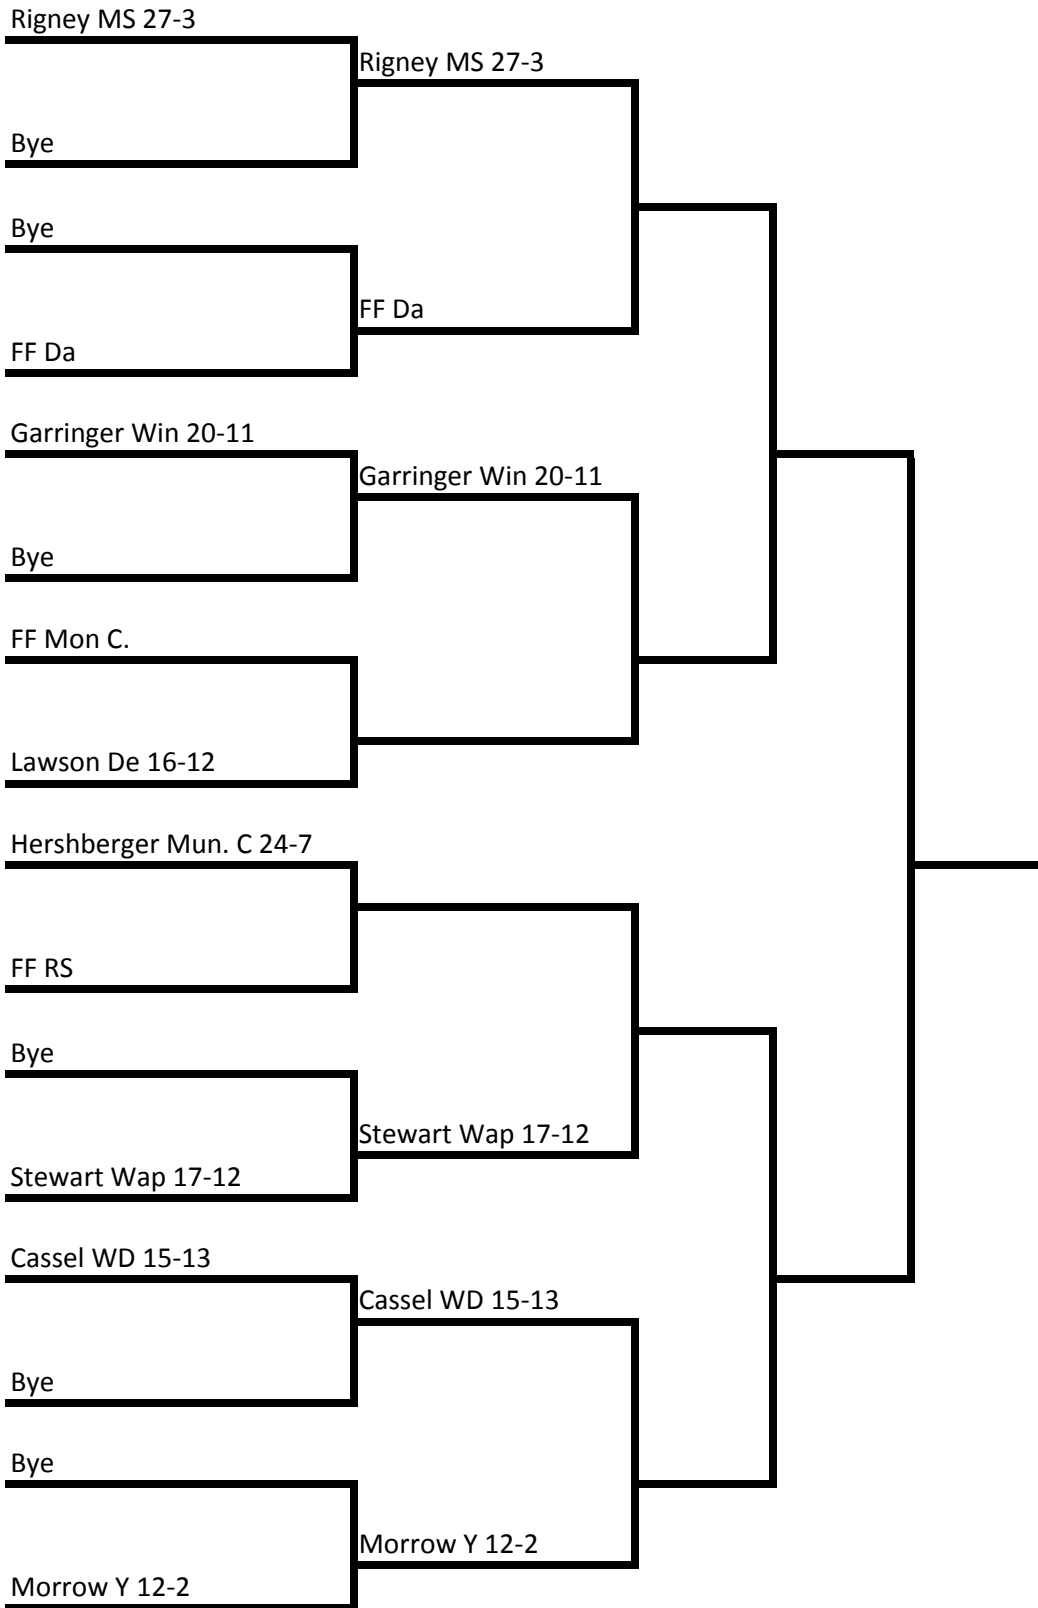 Rigney MS 27-3
Rigney MS 27-3
Bye
Bye
FF Da
FF Da
Garringer Win 20-11
Garringer Win 20-11
Bye
FF Mon C.
Lawson De 16-12
Hershberger Mun. C 24-7
FF RS
Bye
Stewart Wap 17-12
Stewart Wap 17-12
Cassel WD 15-13
Cassel WD 15-13
Bye
Bye
Morrow Y 12-2
Morrow Y 12-2